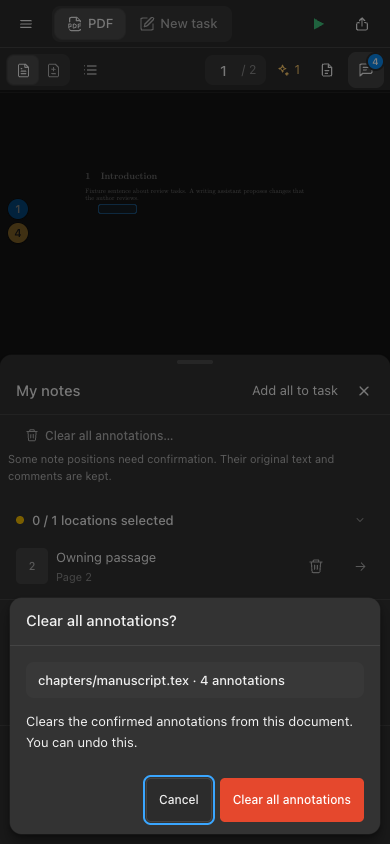 PDF
New task
1 / 2
1
4
1 Introduction
Fixture sentence about review tasks. A writing assistant proposes changes that
the author reviews.
1
4
My notes
Add all to task
Clear all annotations...
Some note positions need confirmation. Their original text and
comments are kept.
0 / 1 locations selected
2
Owning passage
Page 2
Clear all annotations?
chapters/manuscript.tex · 4 annotations
Clears the confirmed annotations from this document.
You can undo this.
Cancel
Clear all annotations